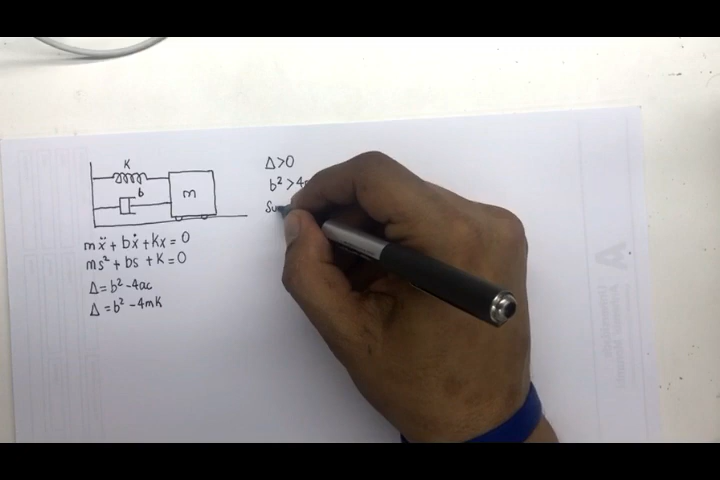 K
b
m
mẍ + bẋ + Kx = 0
ms² + bs + K = 0
Δ = b² - 4ac
Δ = b² - 4mK
Δ > 0
b² > 4